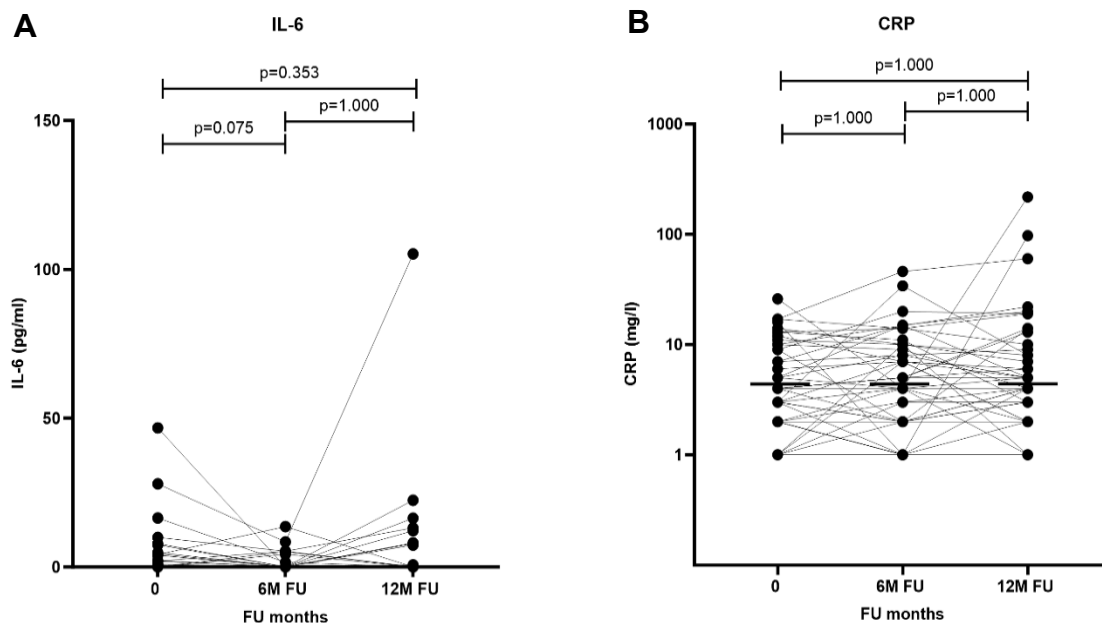 A
IL-6
p=0.353
p=1.000
p=0.075
150
100
50
0
IL-6 (pg/ml)
0
6M FU
12M FU
FU months
B
CRP
p=1.000
p=1.000
p=1.000
1000
100
10
1
CRP (mg/l)
0
6M FU
12M FU
FU months